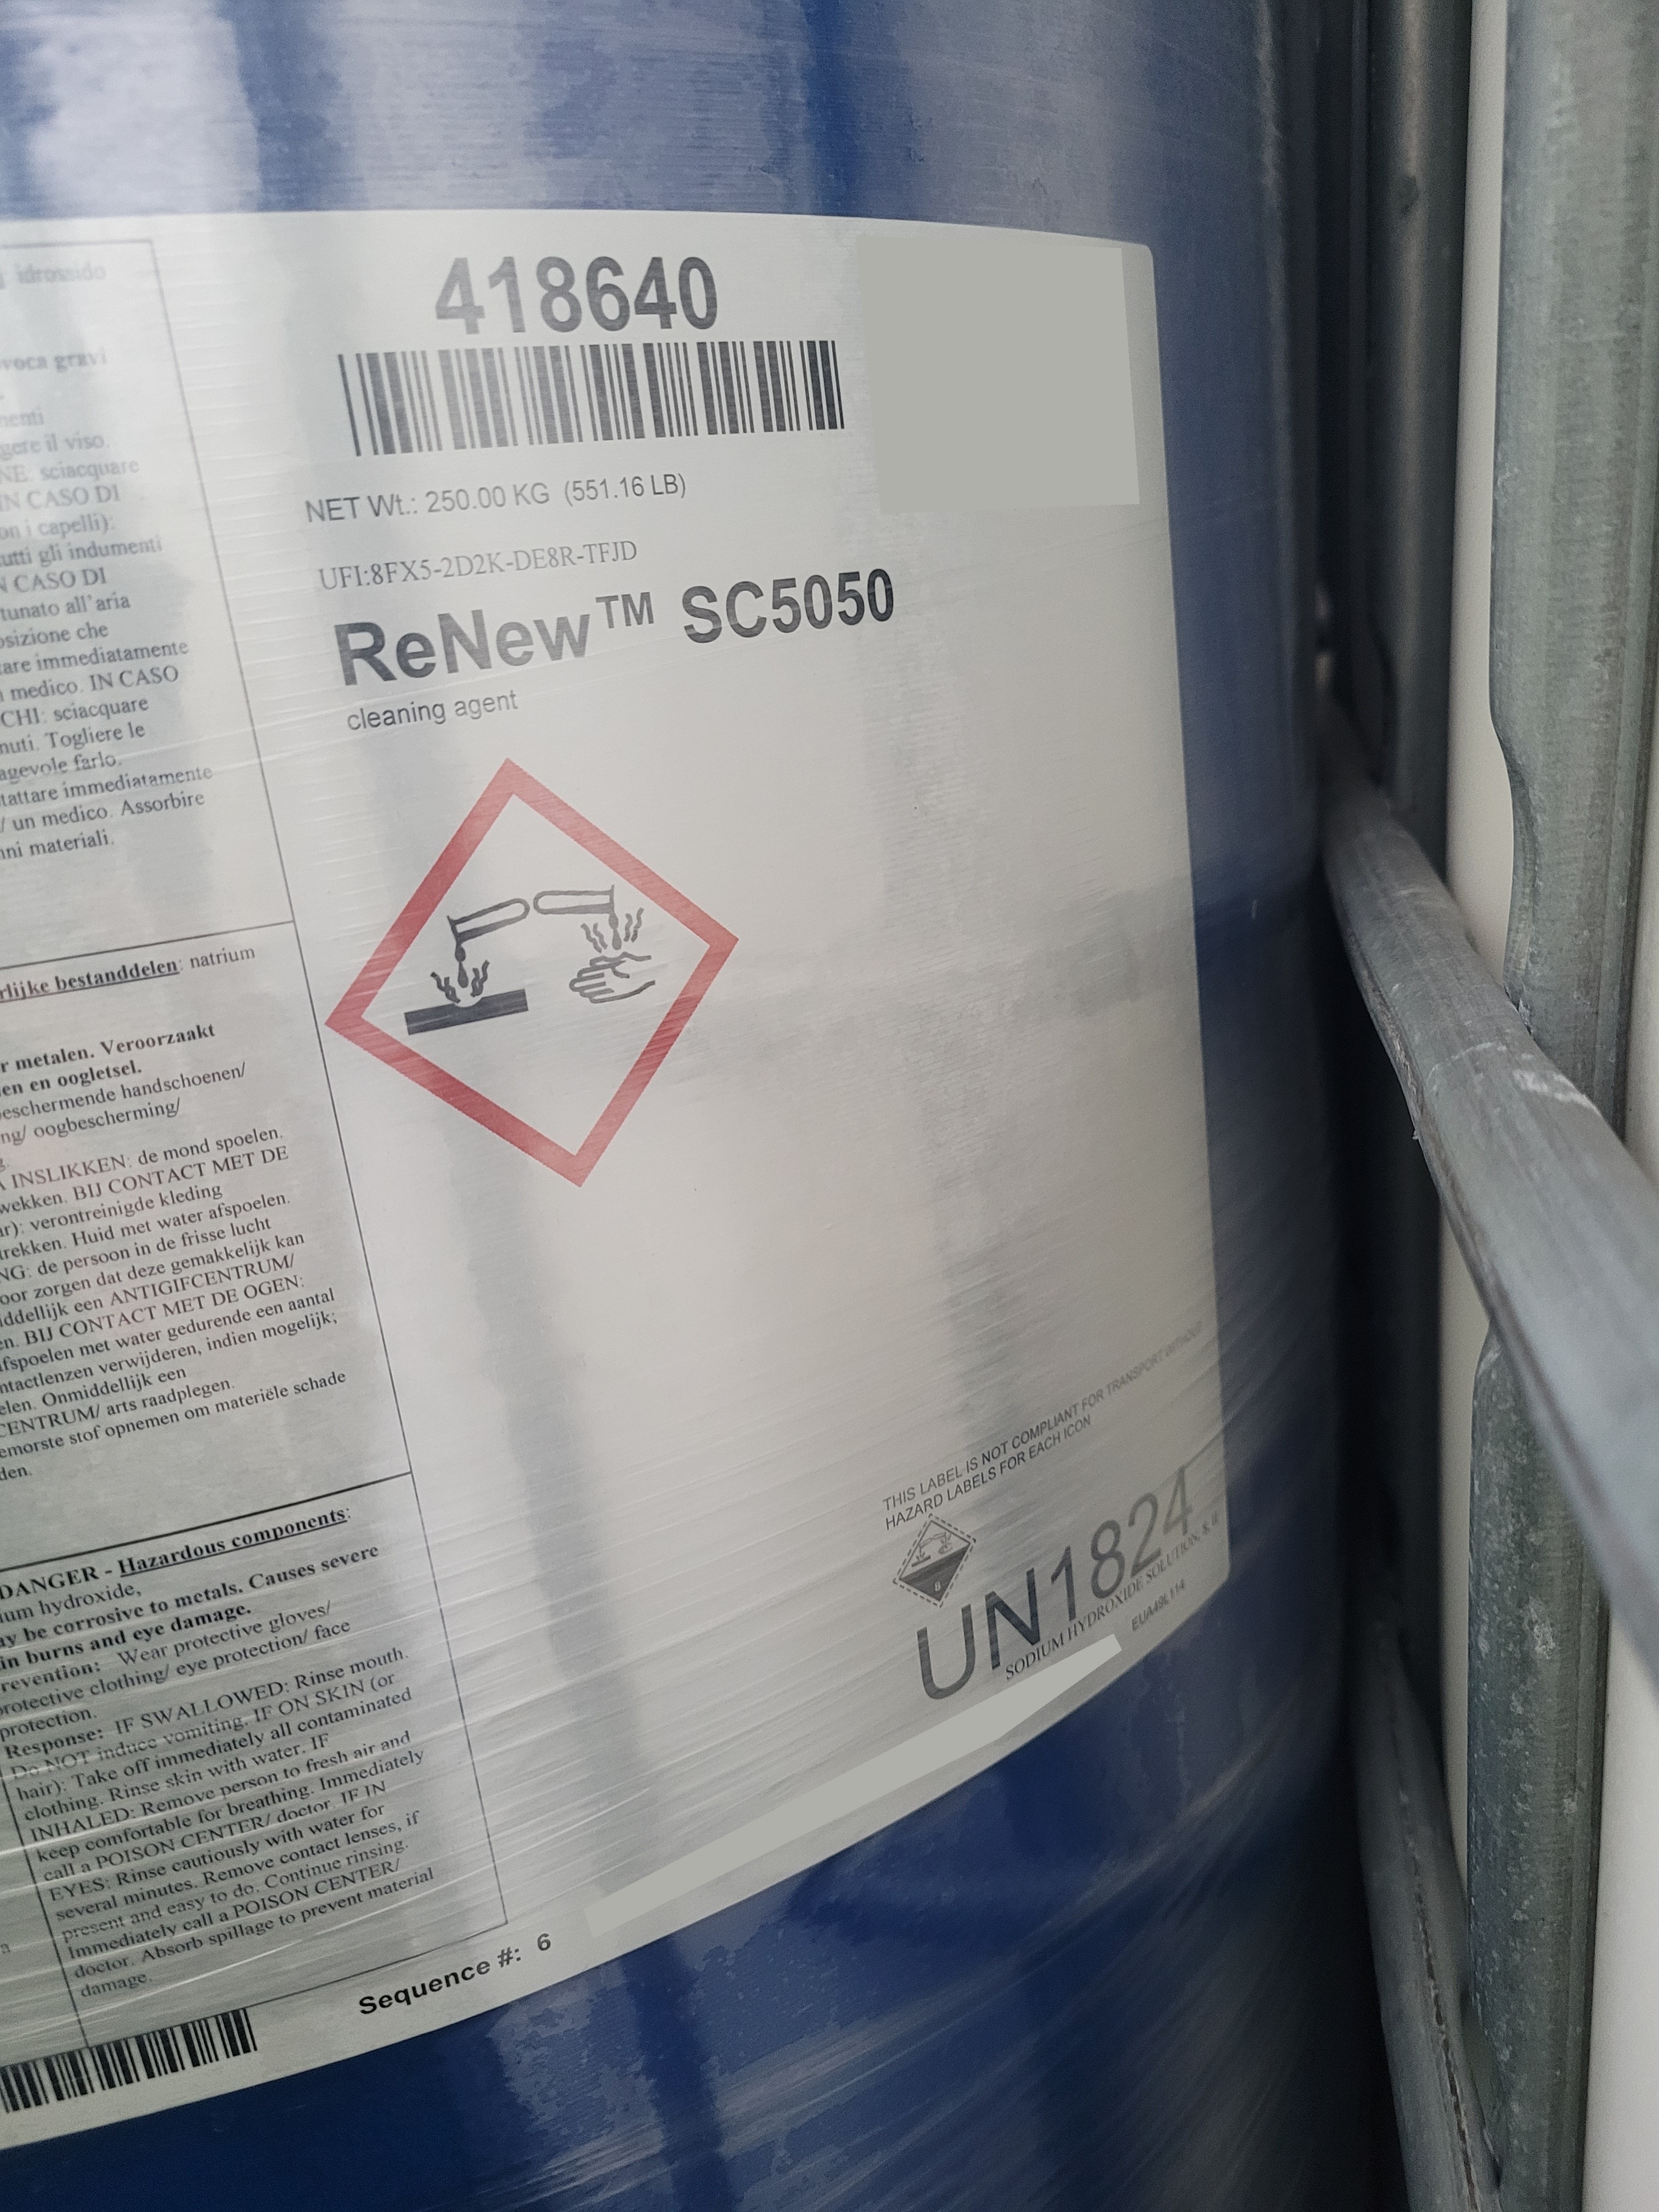 idrossido
voca gravi
gere il viso.
NE: sciacquare
IN CASO DI
on i capelli):
utti gli indumenti
N CASO DI
tunato all'aria
osizione che
tare immediatamente
medico. IN CASO
CHI: sciacquare
nuti. Togliere le
agevole farlo.
tattare immediatamente
/ un medico. Assorbire
nni materiali.
rlijke bestanddelen: natrium
r metalen. Veroorzaakt
en en oogletsel.
beschermende handschoenen/
ng/ oogbescherming/
g.
A INSLIKKEN: de mond spoelen.
wekken. BIJ CONTACT MET DE
ar): verontreinigde kleding
trekken. Huid met water afspoelen.
NG: de persoon in de frisse lucht
oor zorgen dat deze gemakkelijk kan
iddellijk een ANTIGIFCENTRUM/
en. BIJ CONTACT MET DE OGEN:
afspoelen met water gedurende een aantal
ntactlenzen verwijderen, indien mogelijk;
elen. Onmiddellijk een
CENTRUM/ arts raadplegen.
emorste stof opnemen om materiële schade
den.
DANGER - Hazardous components:
ium hydroxide,
ay be corrosive to metals. Causes severe
in burns and eye damage.
revention: Wear protective gloves/
protective clothing/ eye protection/ face
protection.
Response: IF SWALLOWED: Rinse mouth.
Do NOT induce vomiting. IF ON SKIN (or
hair): Take off immediately all contaminated
clothing. Rinse skin with water. IF
INHALED: Remove person to fresh air and
keep comfortable for breathing. Immediately
call a POISON CENTER/ doctor. IF IN
EYES: Rinse cautiously with water for
several minutes. Remove contact lenses, if
present and easy to do. Continue rinsing.
Immediately call a POISON CENTER/
doctor. Absorb spillage to prevent material
damage.
418640
NET Wt.: 250.00 KG (551.16 LB)
UFI:8FX5-2D2K-DE8R-TFJD
ReNew™ SC5050
cleaning agent
THIS LABEL IS NOT COMPLIANT FOR TRANSPORT WITHOUT
HAZARD LABELS FOR EACH ICON
8
UN1824
SODIUM HYDROXIDE SOLUTION, 8, II
EUA49L114
Sequence #: 6